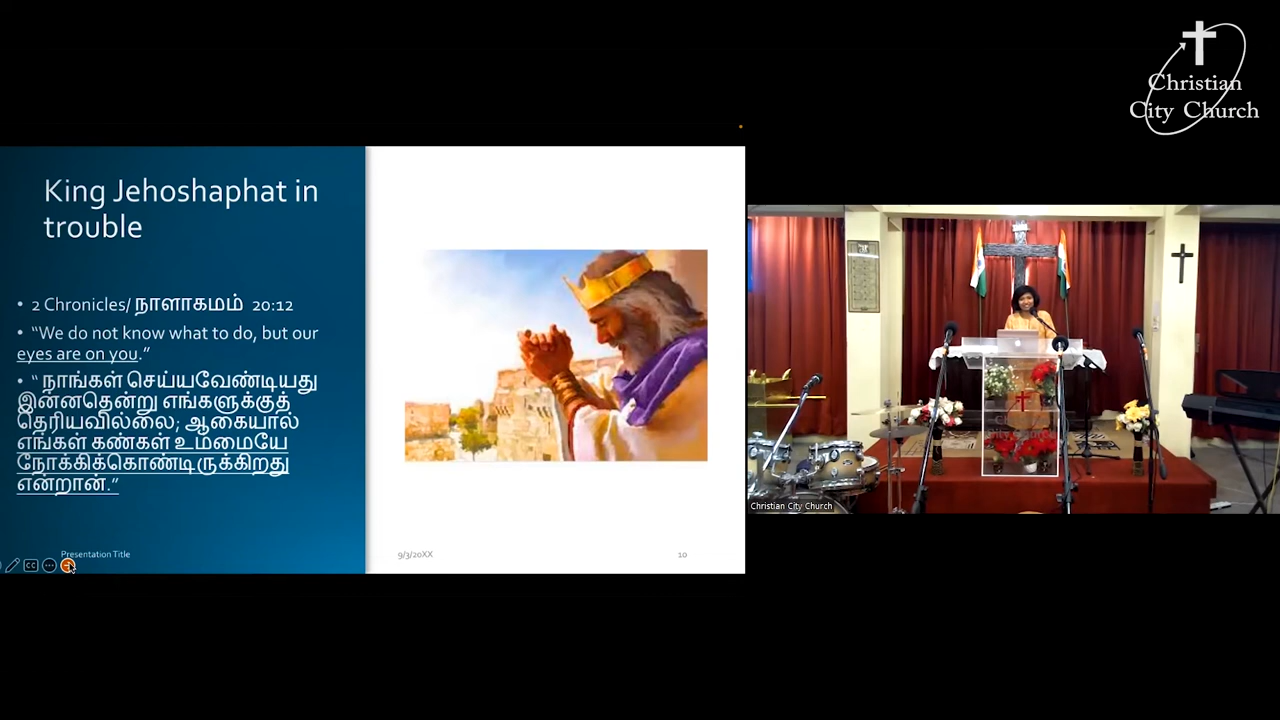 Christian
City Church
King Jehoshaphat in
trouble
• 2 Chronicles/ நாளாகமம் 20:12
• “We do not know what to do, but our
eyes are on you.”
• “ நாங்கள் செய்யவேண்டியது
இன்னதென்று எங்களுக்குத்
தெரியவில்லை; ஆகையால்
எங்கள் கண்கள் உம்மையே
நோக்கிக்கொண்டிருக்கிறது
என்றான்.”
Presentation Title
9/3/20XX
10
CC
Christian City Church